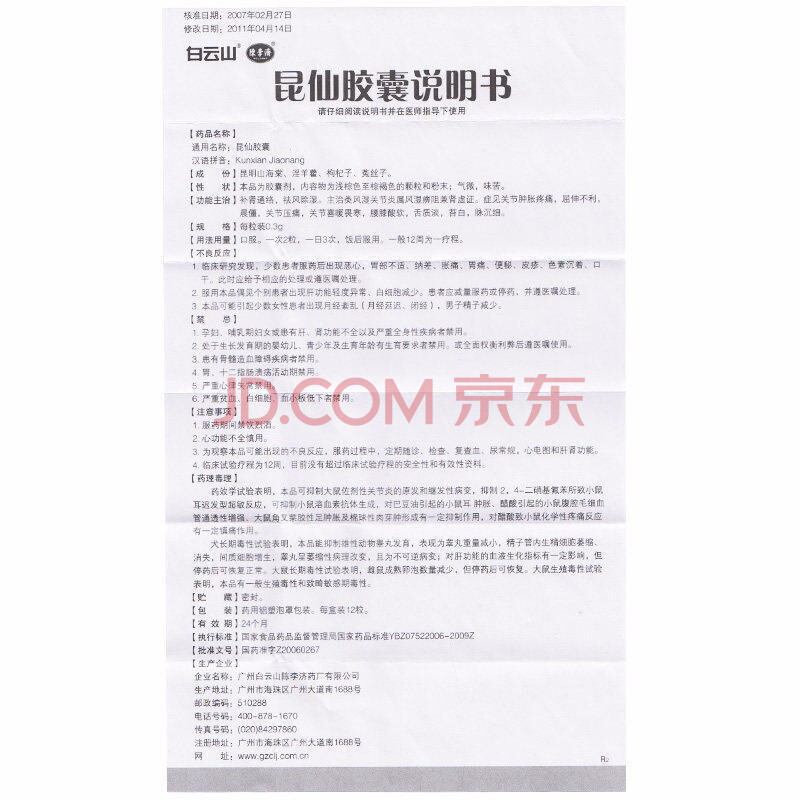 核准日期：2007年02月27日
修改日期：2011年04月14日
白云山® 陳李濟®
昆仙胶囊说明书
请仔细阅读说明书并在医师指导下使用
【药品名称】
通用名称：昆仙胶囊
汉语拼音：Kunxian Jiaonang
【成　份】昆明山海棠、淫羊藿、枸杞子、菟丝子。
【性　状】本品为胶囊剂，内容物为浅棕色至棕褐色的颗粒和粉末；气微，味苦。
【功能主治】补肾通络，祛风除湿。主治类风湿关节炎属风湿痹阻兼肾虚证。症见关节肿胀疼痛，屈伸不利，
晨僵，关节压痛，关节喜暖畏寒，腰膝酸软，舌质淡，苔白，脉沉细。
【规　格】每粒装0.3g
【用法用量】口服。一次2粒，一日3次，饭后服用。一般12周为一疗程。
【不良反应】
1. 临床研究发现，少数患者服药后出现恶心，胃部不适、纳差、胀痛、胃痛、便秘、皮疹、色素沉着、口
干。此时应给予相应的处理或遵医嘱处理。
2. 服用本品偶见个别患者出现肝功能轻度异常、白细胞减少。患者应减量服药或停药，并遵医嘱处理。
3. 本品可能引起少数女性患者出现月经紊乱（月经延迟、闭经），男子精子减少。
【禁　忌】
1. 孕妇、哺乳期妇女或患有肝、肾功能不全以及严重全身性疾病者禁用。
2. 处于生长发育期的婴幼儿、青少年及生育年龄有生育要求者禁用。或全面权衡利弊后遵医嘱使用。
3. 患有骨髓造血障碍疾病者禁用。
4. 胃、十二指肠溃疡活动期禁用。
5. 严重心律失常禁用。
6. 严重贫血、白细胞、血小板低下者禁用。
JD.COM 京东
【注意事项】
1. 服药期间禁饮烈酒。
2. 心功能不全慎用。
3. 为观察本品可能出现的不良反应，服药过程中，定期随诊、检查、复查血、尿常规，心电图和肝肾功能。
4. 临床试验疗程为12周，目前没有超过临床试验疗程的安全性和有效性资料。
【药理毒理】
药效学试验表明，本品可抑制大鼠佐剂性关节炎的原发和继发性病变，抑制2，4-二硝基氟苯所致小鼠
耳迟发型超敏反应，可抑制小鼠溶血素抗体生成，对巴豆油引起的小鼠耳肿胀、醋酸引起的小鼠腹腔毛细血
管通透性增强、大鼠角叉菜胶性足肿胀及棉球性肉芽肿形成有一定抑制作用，对醋酸致小鼠化学性疼痛反应
有一定镇痛作用。
犬长期毒性试验表明，本品能抑制雄性动物睾丸发育，表现为睾丸重量减小，精子管内生精细胞萎缩、
消失，间质细胞增生，睾丸呈萎缩性病理改变，且为不可逆病变；对肝功能的血液生化指标有一定影响，但
停药后可恢复正常。大鼠长期毒性试验表明，雌鼠成熟卵泡数量减少，但停药后可恢复。大鼠生殖毒性试验
表明，本品有一般生殖毒性和致畸敏感期毒性。
【贮　藏】密封。
【包　装】药用铝塑泡罩包装。每盒装12粒。
【有 效 期】24个月
【执行标准】国家食品药品监督管理局国家药品标准YBZ07522006-2009Z
【批准文号】国药准字Z20060267
【生产企业】
企业名称：广州白云山陈李济药厂有限公司
生产地址：广州市海珠区广州大道南1688号
邮政编码：510288
电话号码：400-878-1670
传真号码：(020)84297860
注册地址：广州市海珠区广州大道南1688号
网　　址：www.gzclj.com.cn
R2